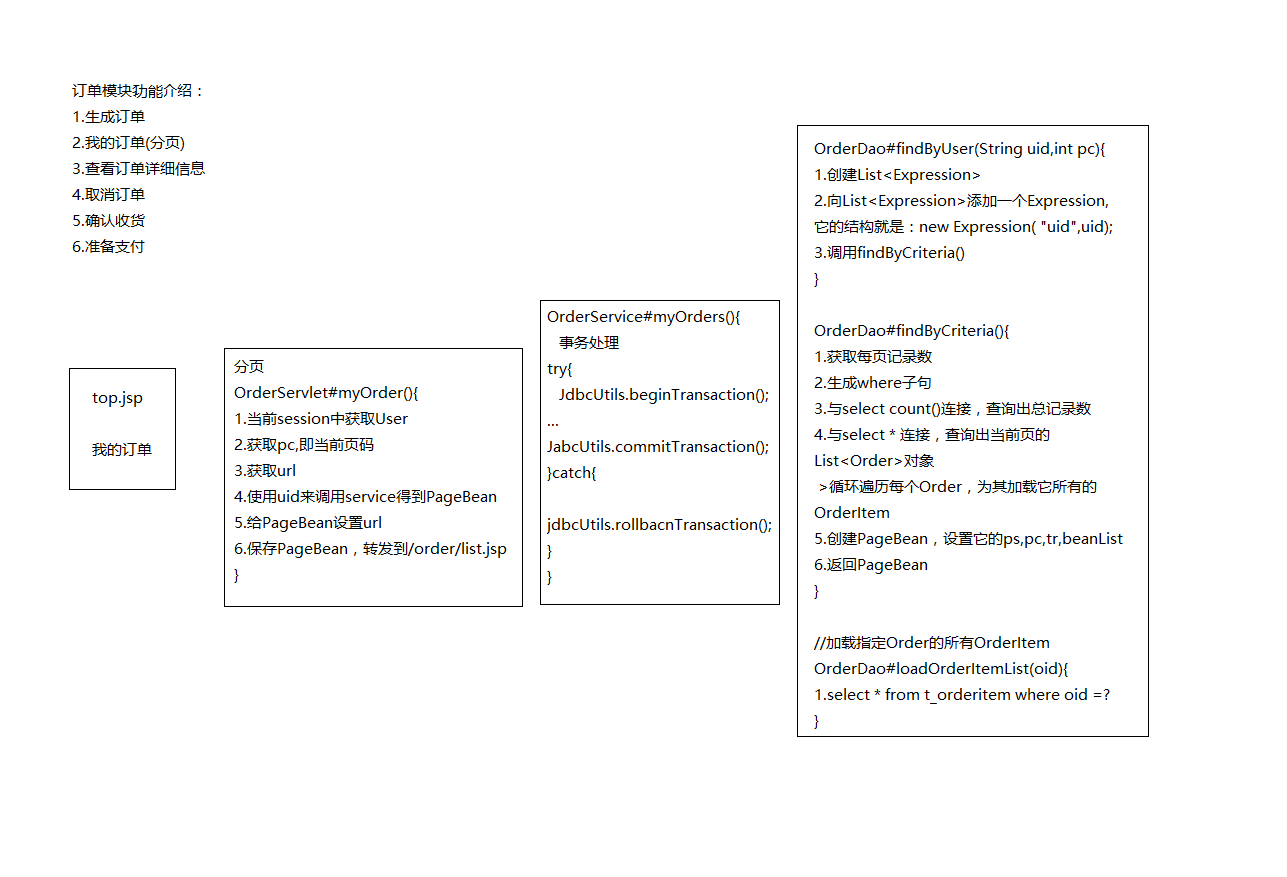 订单模块功能介绍：
1.生成订单
2.我的订单(分页)
3.查看订单详细信息
4.取消订单
5.确认收货
6.准备支付
top.jsp
我的订单
分页
OrderServlet#myOrder(){
1.当前session中获取User
2.获取pc,即当前页码
3.获取url
4.使用uid来调用service得到PageBean
5.给PageBean设置url
6.保存PageBean，转发到/order/list.jsp
}
OrderService#myOrders(){
事务处理
try{
JdbcUtils.beginTransaction();
...
JabcUtils.commitTransaction();
}catch{
jdbcUtils.rollbacnTransaction();
}
}
OrderDao#findByUser(String uid,int pc){
1.创建List<Expression>
2.向List<Expression>添加一个Expression,
它的结构就是：new Expression( "uid",uid);
3.调用findByCriteria()
}
OrderDao#findByCriteria(){
1.获取每页记录数
2.生成where子句
3.与select count()连接，查询出总记录数
4.与select * 连接，查询出当前页的
List<Order>对象
>循环遍历每个Order，为其加载它所有的
OrderItem
5.创建PageBean，设置它的ps,pc,tr,beanList
6.返回PageBean
}
//加载指定Order的所有OrderItem
OrderDao#loadOrderItemList(oid){
1.select * from t_orderitem where oid =?
}